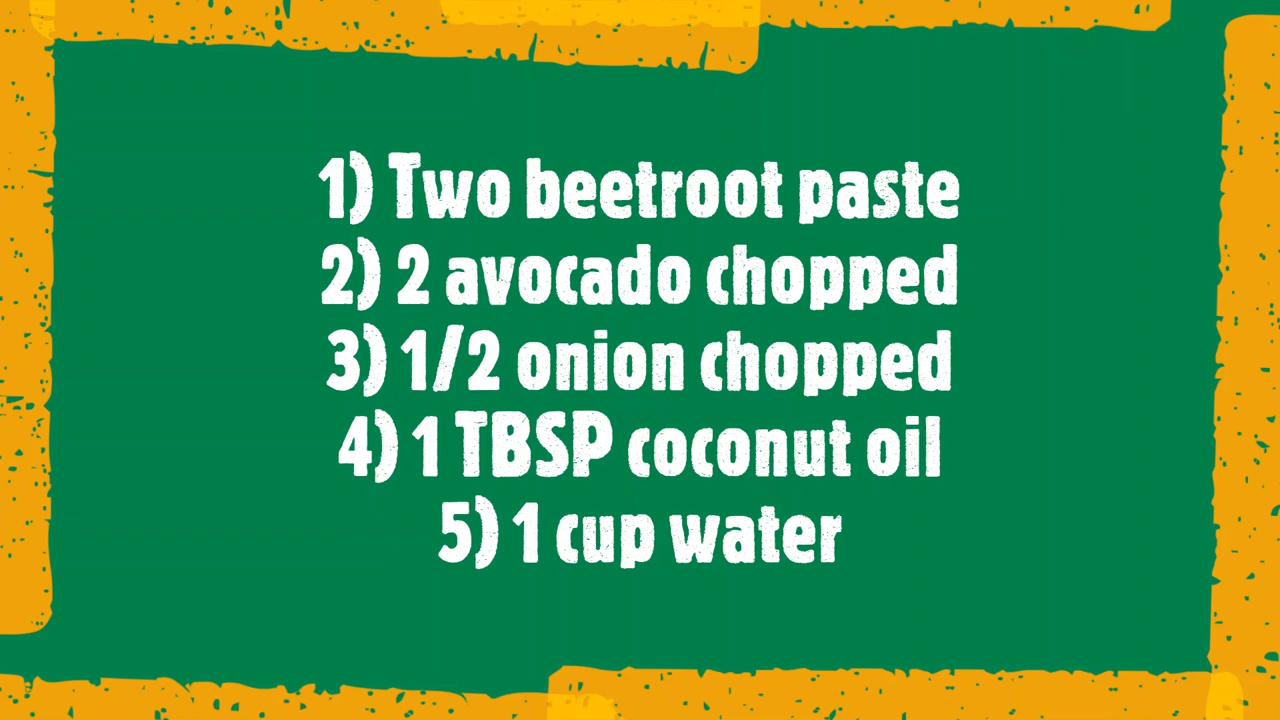 1) Two beetroot paste
2) 2 avocado chopped
3) 1/2 onion chopped
4) 1 TBSP coconut oil
5) 1 cup water